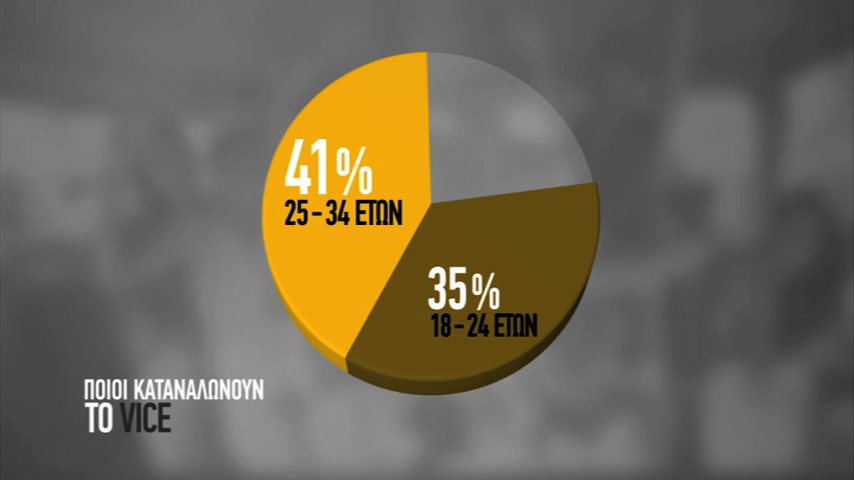 41%
25 – 34 ΕΤΩΝ
35%
18 – 24 ΕΤΩΝ
ΠΟΙΟΙ ΚΑΤΑΝΑΛΩΝΟΥΝ
ΤΟ VICE